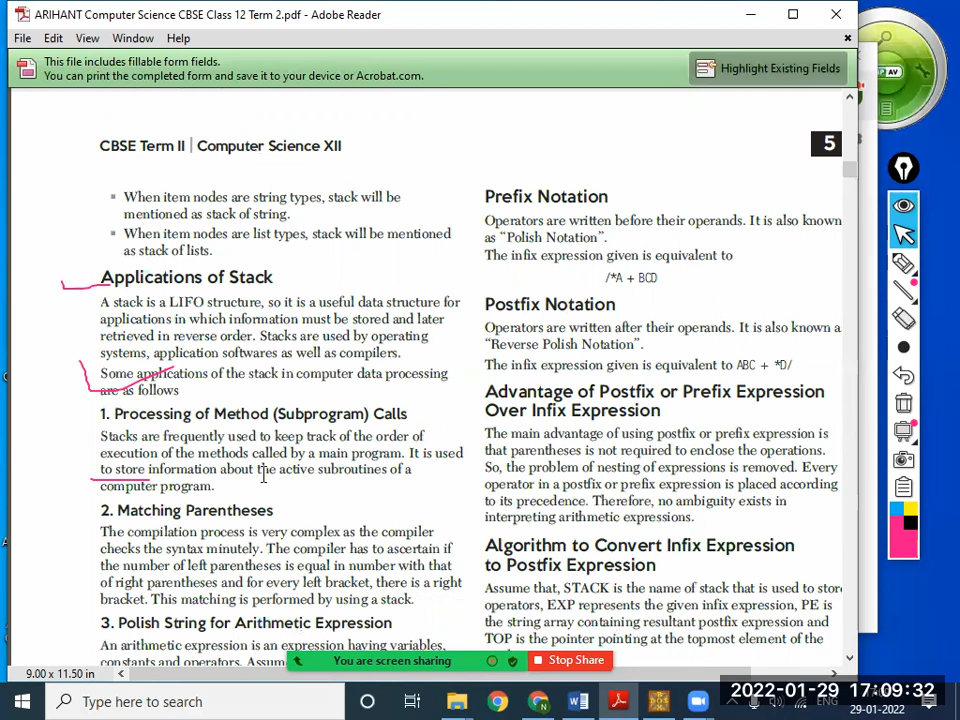 ARIHANT Computer Science CBSE Class 12 Term 2.pdf - Adobe Reader
File Edit View Window Help
This file includes fillable form fields.
You can print the completed form and save it to your device or Acrobat.com.
Highlight Existing Fields
CBSE Term II | Computer Science XII
5
When item nodes are string types, stack will be
mentioned as stack of string.
When item nodes are list types, stack will be mentioned
as stack of lists.
Applications of Stack
A stack is a LIFO structure, so it is a useful data structure for
applications in which information must be stored and later
retrieved in reverse order. Stacks are used by operating
systems, application softwares as well as compilers.
Some applications of the stack in computer data processing
are as follows
1. Processing of Method (Subprogram) Calls
Stacks are frequently used to keep track of the order of
execution of the methods called by a main program. It is used
to store information about the active subroutines of a
computer program.
2. Matching Parentheses
The compilation process is very complex as the compiler
checks the syntax minutely. The compiler has to ascertain if
the number of left parentheses is equal in number with that
of right parentheses and for every left bracket, there is a right
bracket. This matching is performed by using a stack.
3. Polish String for Arithmetic Expression
An arithmetic expression is an expression having variables,
constants and operators. Assum
Prefix Notation
Operators are written before their operands. It is also known
as “Polish Notation”.
The infix expression given is equivalent to
/*A + BCD
Postfix Notation
Operators are written after their operands. It is also known a
“Reverse Polish Notation”.
The infix expression given is equivalent to ABC + *D/
Advantage of Postfix or Prefix Expression
Over Infix Expression
The main advantage of using postfix or prefix expression is
that parentheses is not required to enclose the operations.
So, the problem of nesting of expressions is removed. Every
operator in a postfix or prefix expression is placed according
to its precedence. Therefore, no ambiguity exists in
interpreting arithmetic expressions.
Algorithm to Convert Infix Expression
to Postfix Expression
Assume that, STACK is the name of stack that is used to store
operators, EXP represents the given infix expression, PE is
the string array containing resultant postfix expression and
TOP is the pointer pointing at the topmost element of the
You are screen sharing
Stop Share
9.00 x 11.50 in
Type here to search
2022-01-29 17:09:32
ENG
29-01-2022